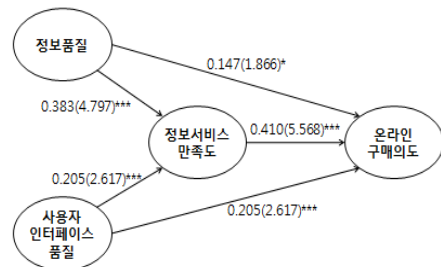 정보품질
0.147(1.866)*
0.383(4.797)***
정보서비스
만족도
0.410(5.568)***
온라인
구매의도
0.205(2.617)***
사용자
인터페이스
품질
0.205(2.617)***